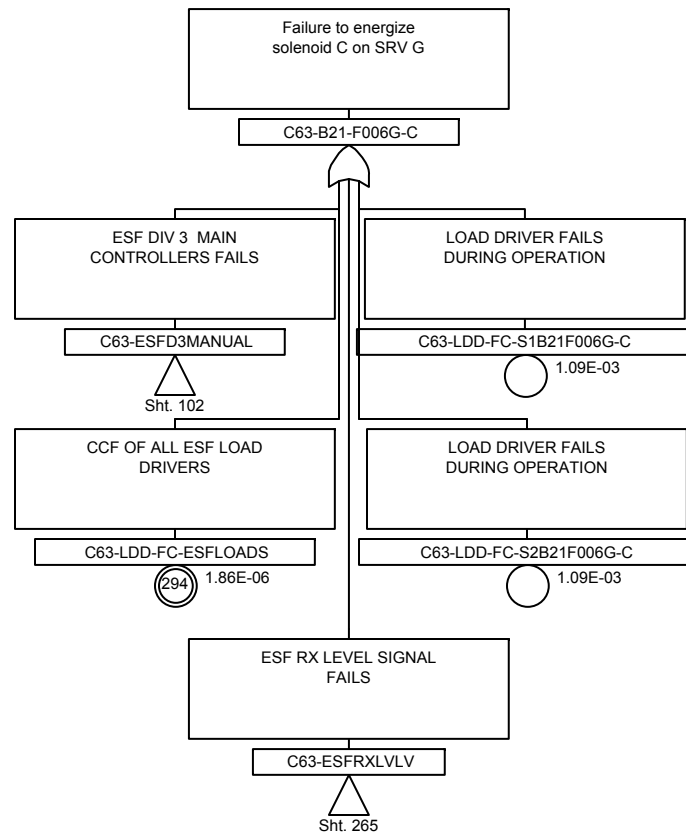 Failure to energize
solenoid C on SRV G
C63-B21-F006G-C
ESF DIV 3 MAIN
CONTROLLERS FAILS
C63-ESFD3MANUAL
Sht. 102
LOAD DRIVER FAILS
DURING OPERATION
C63-LDD-FC-S1B21F006G-C
1.09E-03
CCF OF ALL ESF LOAD
DRIVERS
C63-LDD-FC-ESFLOADS
294
1.86E-06
LOAD DRIVER FAILS
DURING OPERATION
C63-LDD-FC-S2B21F006G-C
1.09E-03
ESF RX LEVEL SIGNAL
FAILS
C63-ESFRXLVLV
Sht. 265